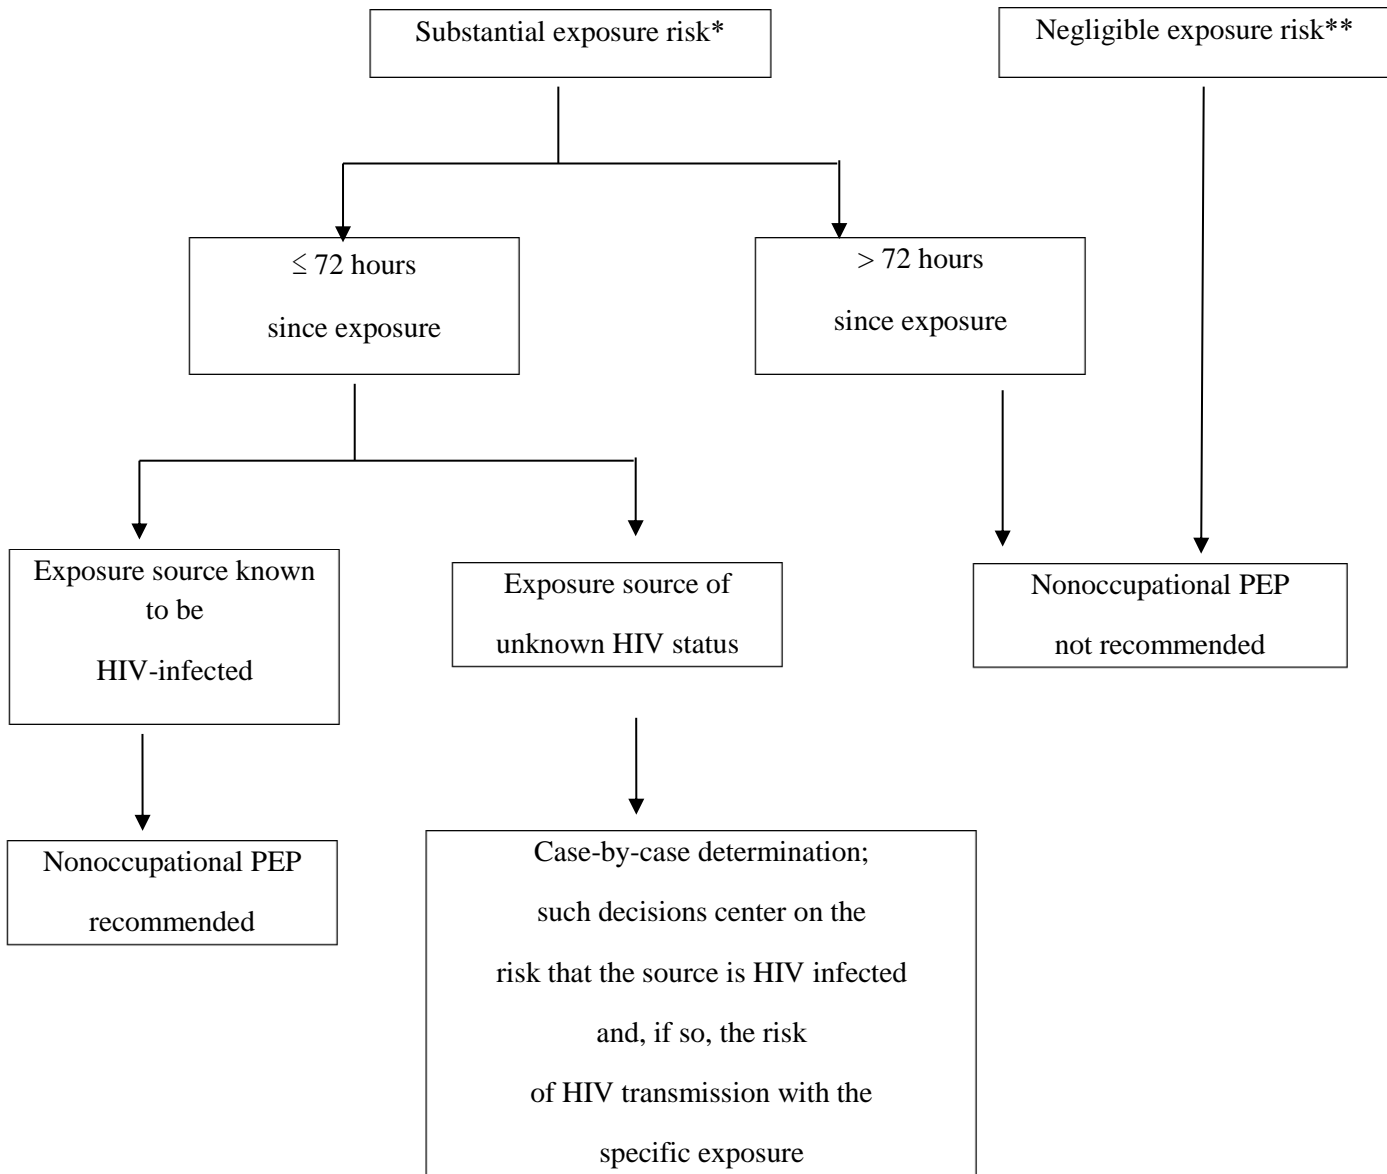 Substantial exposure risk*
Negligible exposure risk**
≤ 72 hours
since exposure
> 72 hours
since exposure
Exposure source known
to be
HIV-infected
Exposure source of
unknown HIV status
Nonoccupational PEP
not recommended
Nonoccupational PEP
recommended
Case-by-case determination;
such decisions center on the
risk that the source is HIV infected
and, if so, the risk
of HIV transmission with the
specific exposure